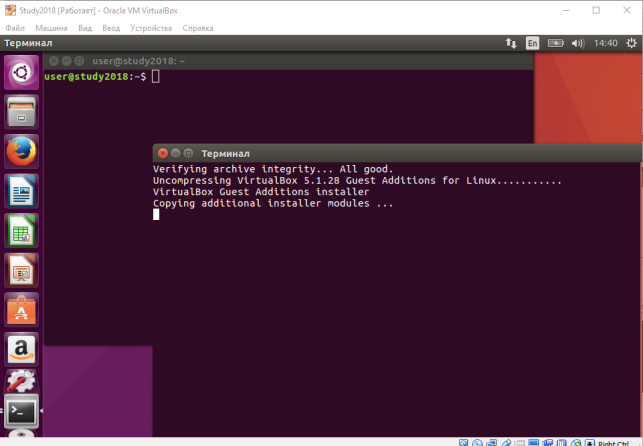 Study2018 [Работает] - Oracle VM VirtualBox
Файл Машина Вид Ввод Устройства Справка
Терминал En 14:40
user@study2018: ~
user@study2018:~$
Терминал
Verifying archive integrity... All good.
Uncompressing VirtualBox 5.1.28 Guest Additions for Linux...........
VirtualBox Guest Additions installer
Copying additional installer modules ...
Right Ctrl